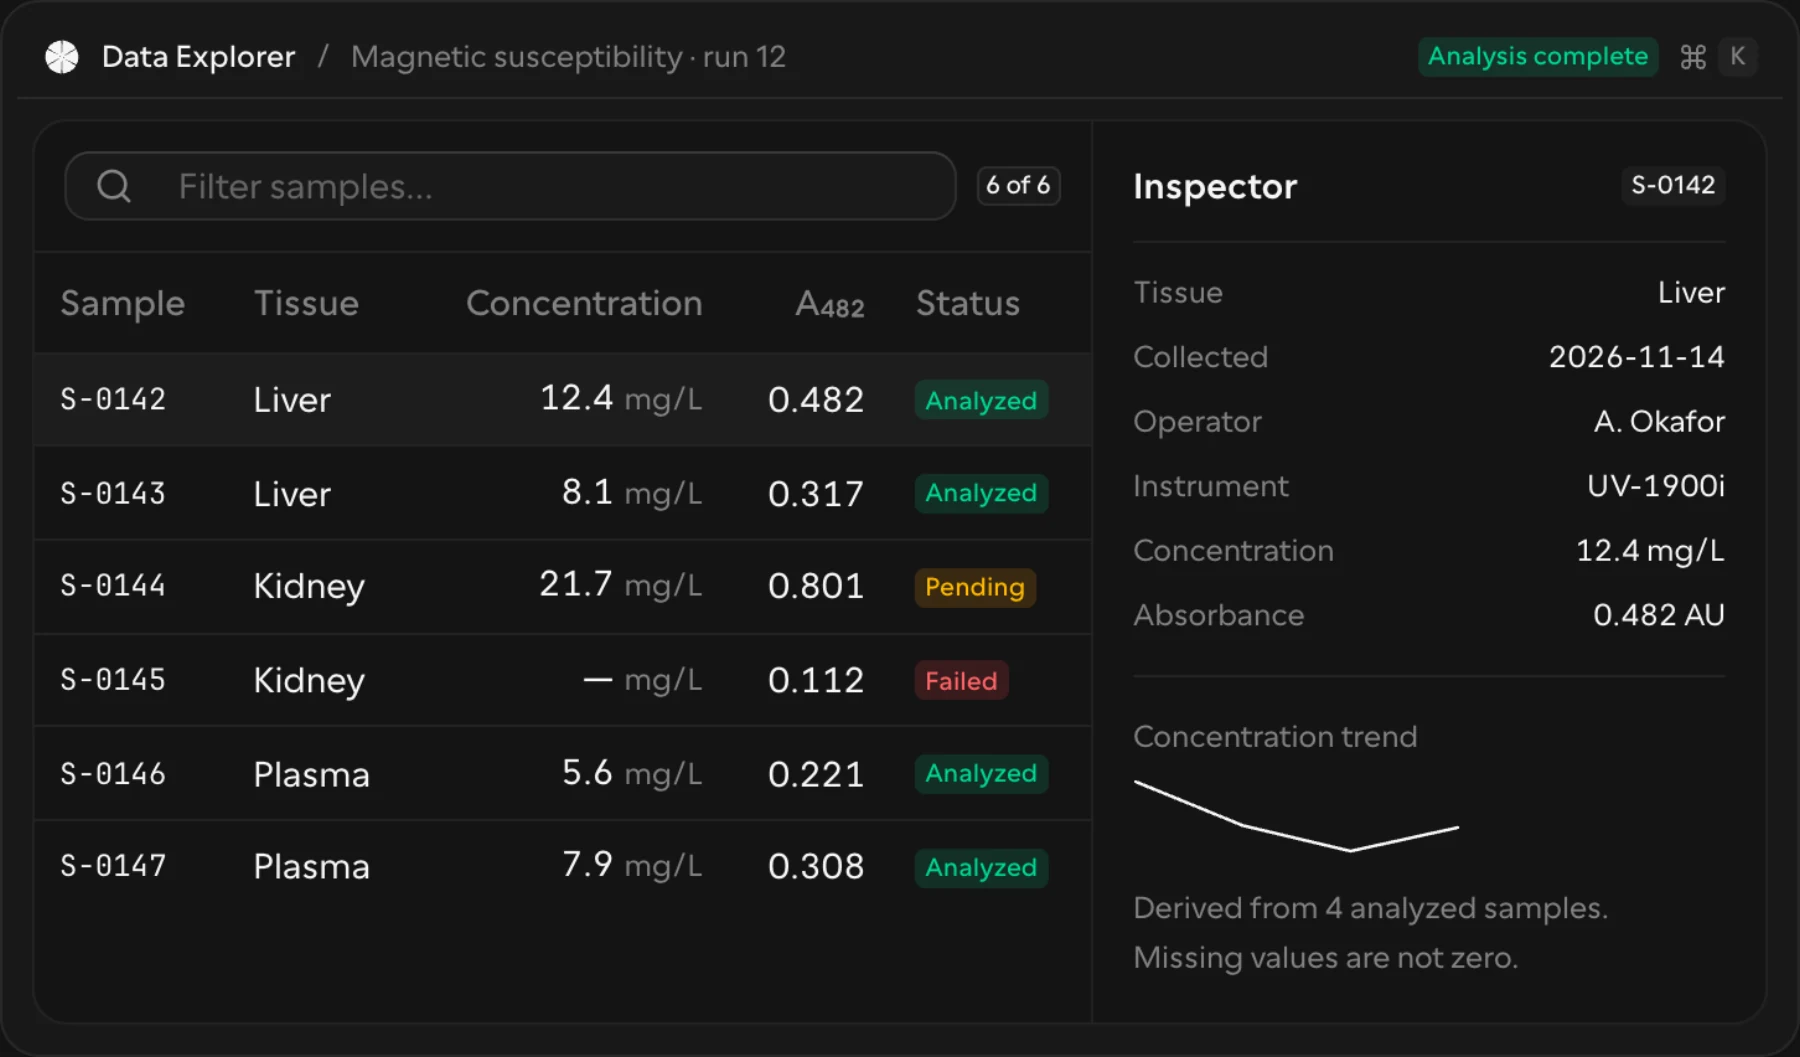 Data Explorer / Magnetic susceptibility · run 12 Analysis complete ⌘ K
Filter samples... 6 of 6
Sample Tissue Concentration A₄₈₂ Status
S-0142 Liver 12.4 mg/L 0.482 Analyzed
S-0143 Liver 8.1 mg/L 0.317 Analyzed
S-0144 Kidney 21.7 mg/L 0.801 Pending
S-0145 Kidney — mg/L 0.112 Failed
S-0146 Plasma 5.6 mg/L 0.221 Analyzed
S-0147 Plasma 7.9 mg/L 0.308 Analyzed
Inspector S-0142
Tissue Liver
Collected 2026-11-14
Operator A. Okafor
Instrument UV-1900i
Concentration 12.4 mg/L
Absorbance 0.482 AU
Concentration trend
Derived from 4 analyzed samples.
Missing values are not zero.